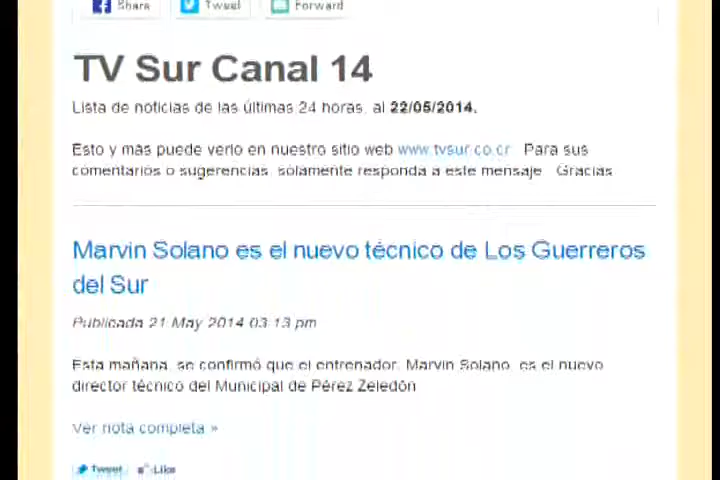 Share Tweet Forward
TV Sur Canal 14
Lista de noticias de las últimas 24 horas, al 22/05/2014.
Esto y más puede verlo en nuestro sitio web www.tvsur.co.cr . Para sus
comentarios o sugerencias, solamente responda a este mensaje. Gracias
Marvin Solano es el nuevo técnico de Los Guerreros
del Sur
Publicada 21 May 2014 03:13 pm
Esta mañana, se confirmó que el entrenador, Marvin Solano, es el nuevo
director técnico del Municipal de Pérez Zeledón
Ver nota completa »
Tweet Like